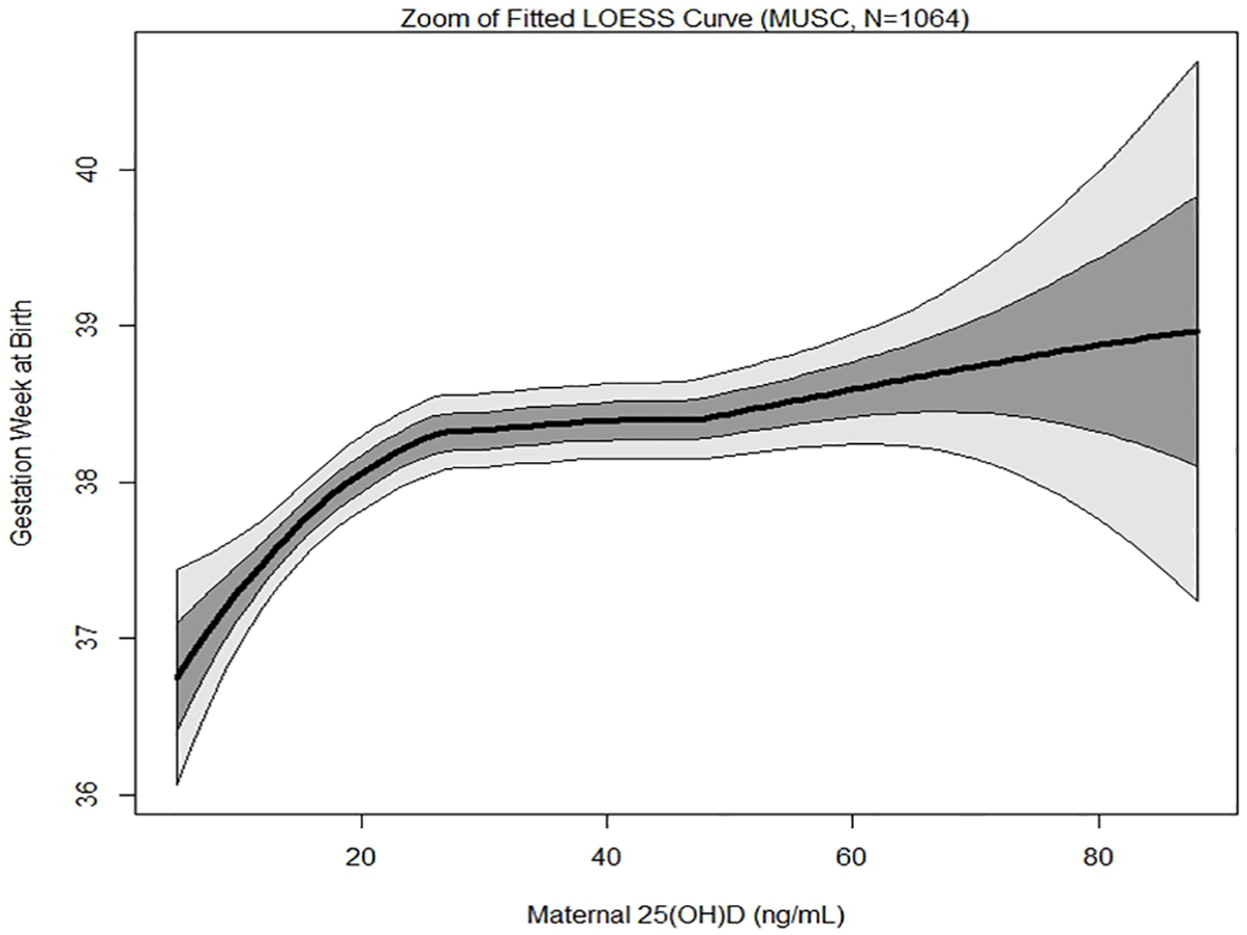 Zoom of Fitted LOESS Curve (MUSC, N=1064)
40
39
38
37
36
Gestation Week at Birth
20 40 60 80
Maternal 25(OH)D (ng/mL)